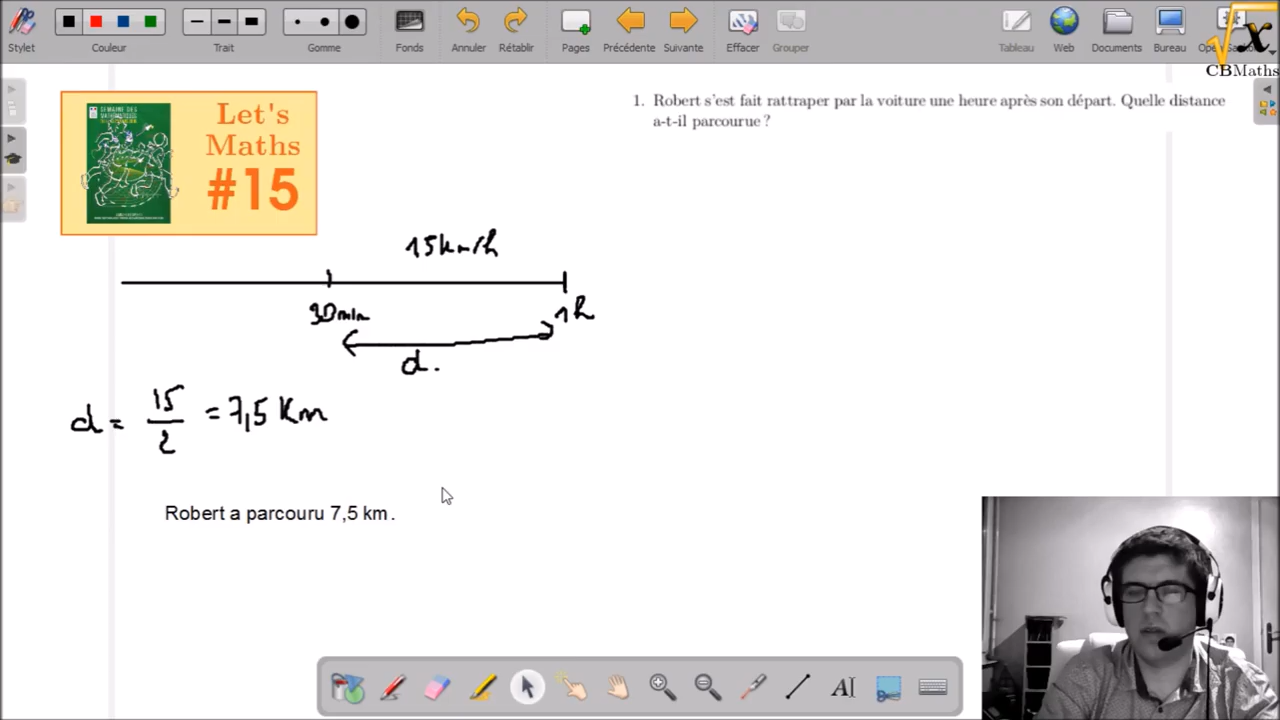 Stylet
Couleur
Trait
Gomme
Fonds
Annuler
Rétablir
Pages
Précédente
Suivante
Effacer
Grouper
Tableau
Web
Documents
Bureau
CBMaths
Let's
Maths
#15
1. Robert s'est fait rattraper par la voiture une heure après son départ. Quelle distance
a-t-il parcourue ?
15km/h
30min
1h
d.
d = 15/2 = 7,5 Km
Robert a parcouru 7,5 km.